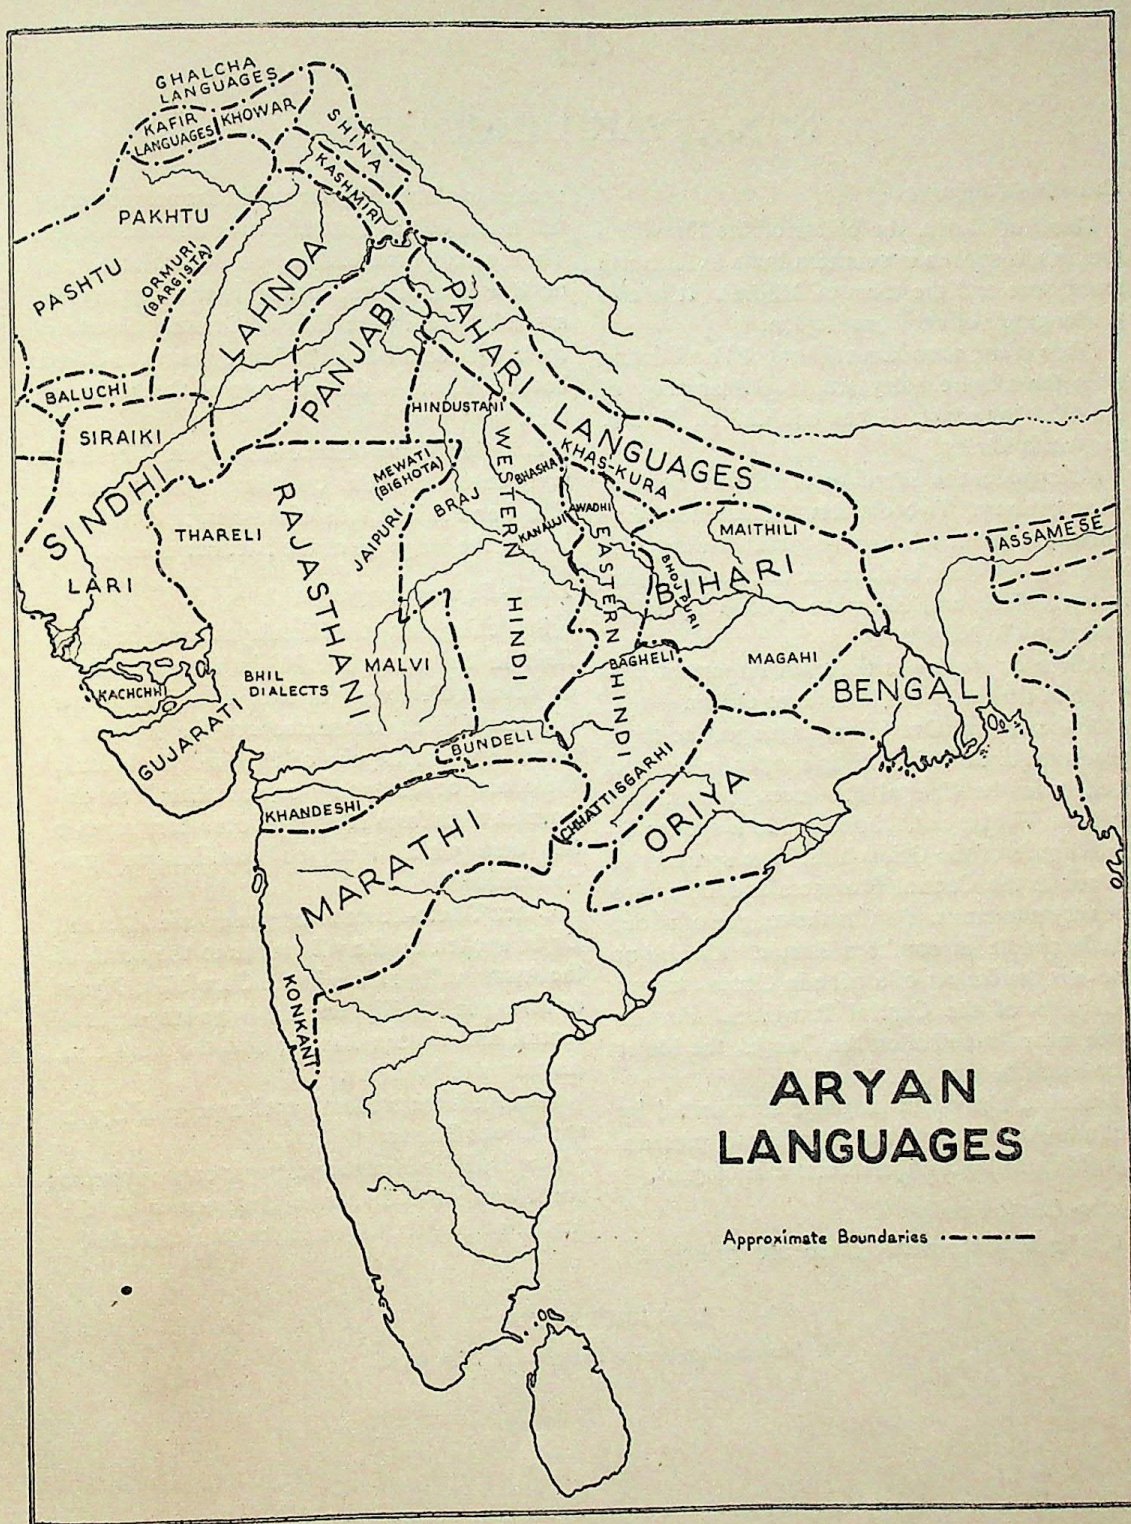 GHALCHA
LANGUAGES
KAFIR
LANGUAGES
KHOWAR
SHINA
KASHMIRI
PAKHTU
PASHTU
ORMURI
(BARGISTA)
LAHNDA
PANJABI
PAHARI LANGUAGES
BALUCHI
SIRAIKI
SINDHI
THARELI
LARI
KACHCHHI
GUJARATI
BHIL
DIALECTS
RAJASTHANI
MEWATI
(BIGHOTA)
JAIPURI
MALVI
HINDUSTANI
WESTERN HINDI
BRAJ
BHASHA
KANAUJI
AWADHI
KHAS-KURA
EASTERN HINDI
BHOJPURI
BIHARI
MAITHILI
MAGAHI
BAGHELI
BENGALI
ASSAMESE
BUNDELI
KHANDESHI
MARATHI
CHHATTISGARHI
ORIYA
KONKANI
ARYAN
LANGUAGES
Approximate Boundaries